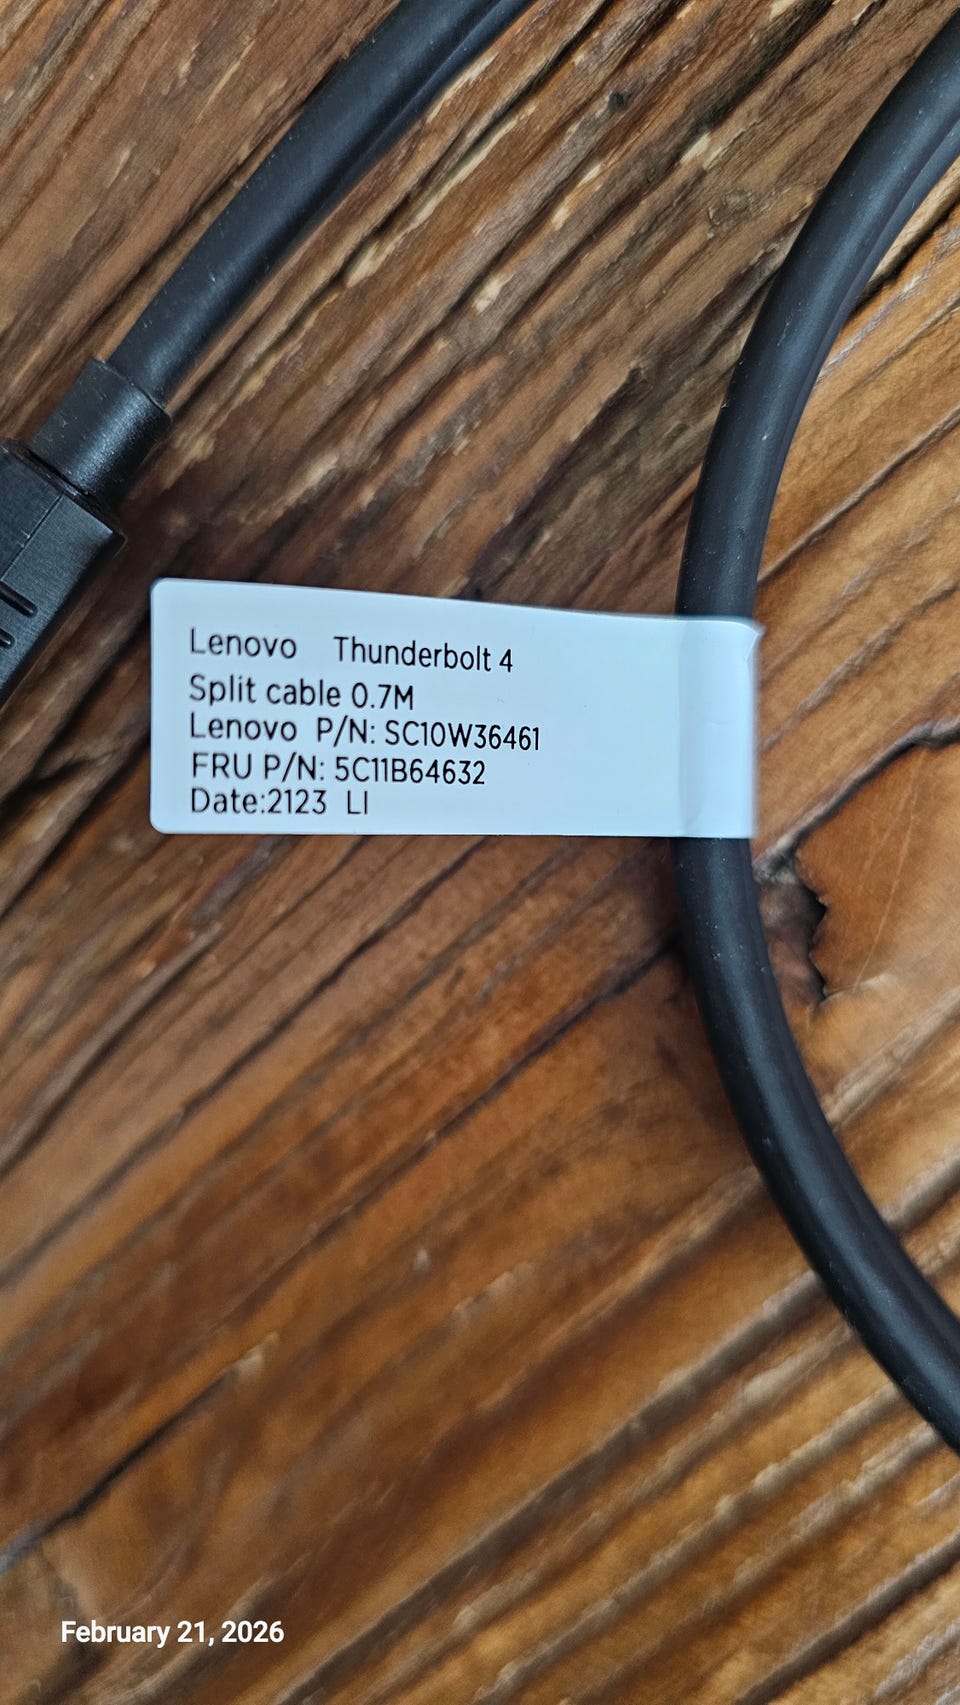 Lenovo Thunderbolt 4
Split cable 0.7M
Lenovo P/N: SC10W36461
FRU P/N: 5C11B64632
Date:2123 LI
February 21, 2026